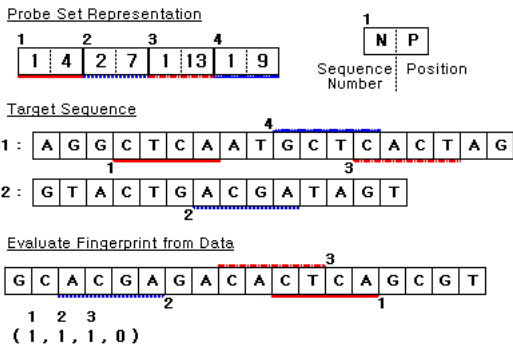 Probe Set Representation
1 2 3 4
1 4 2 7 1 13 1 9
1
N P
Sequence Number Position
Target Sequence
4
1 : A G G C T C A A T G C T C A C T A G
1 3
2 : G T A C T G A C G A T A G T
2
Evaluate Fingerprint from Data
3
G C A C G A G A C A C T C A G C G T
2 1
1 2 3
( 1 , 1 , 1 , 0 )